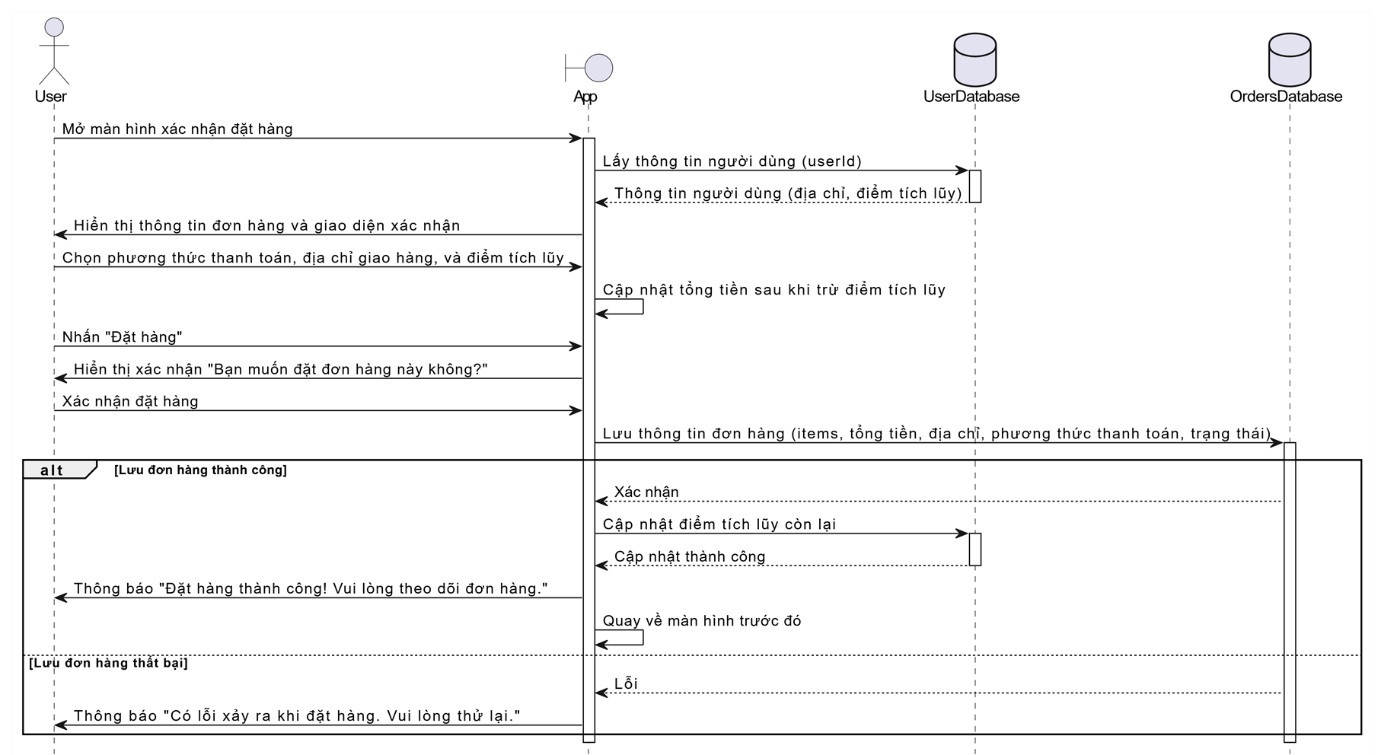 User
App
UserDatabase
OrdersDatabase
Mở màn hình xác nhận đặt hàng
Lấy thông tin người dùng (userId)
Thông tin người dùng (địa chỉ, điểm tích lũy)
Hiển thị thông tin đơn hàng và giao diện xác nhận
Chọn phương thức thanh toán, địa chỉ giao hàng, và điểm tích lũy
Cập nhật tổng tiền sau khi trừ điểm tích lũy
Nhấn "Đặt hàng"
Hiển thị xác nhận "Bạn muốn đặt đơn hàng này không?"
Xác nhận đặt hàng
Lưu thông tin đơn hàng (items, tổng tiền, địa chỉ, phương thức thanh toán, trạng thái)
alt [Lưu đơn hàng thành công]
Xác nhận
Cập nhật điểm tích lũy còn lại
Cập nhật thành công
Thông báo "Đặt hàng thành công! Vui lòng theo dõi đơn hàng."
Quay về màn hình trước đó
[Lưu đơn hàng thất bại]
Lỗi
Thông báo "Có lỗi xảy ra khi đặt hàng. Vui lòng thử lại."